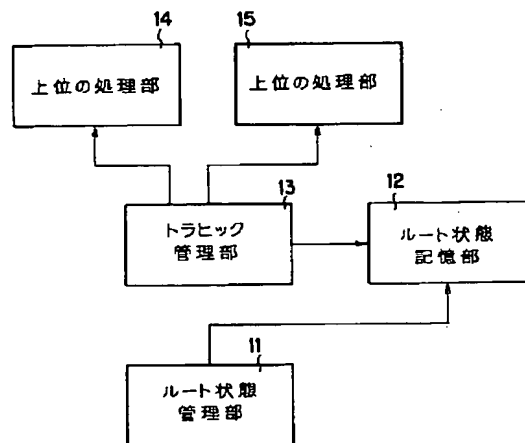 14
上位の処理部
15
上位の処理部
13
トラヒック
管理部
12
ルート状態
記憶部
11
ルート状態
管理部